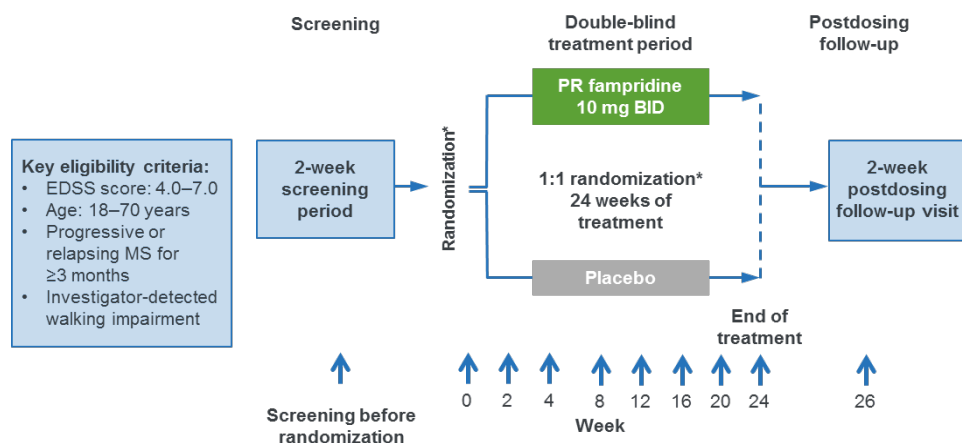 Screening
Double-blind
treatment period
Postdosing
follow-up
Key eligibility criteria:
• EDSS score: 4.0–7.0
• Age: 18–70 years
• Progressive or
relapsing MS for
≥3 months
• Investigator-detected
walking impairment
2-week
screening
period
Randomization*
PR fampridine
10 mg BID
1:1 randomization*
24 weeks of
treatment
Placebo
2-week
postdosing
follow-up visit
End of
treatment
0 2 4 8 12 16 20 24 26
Week
Screening before
randomization